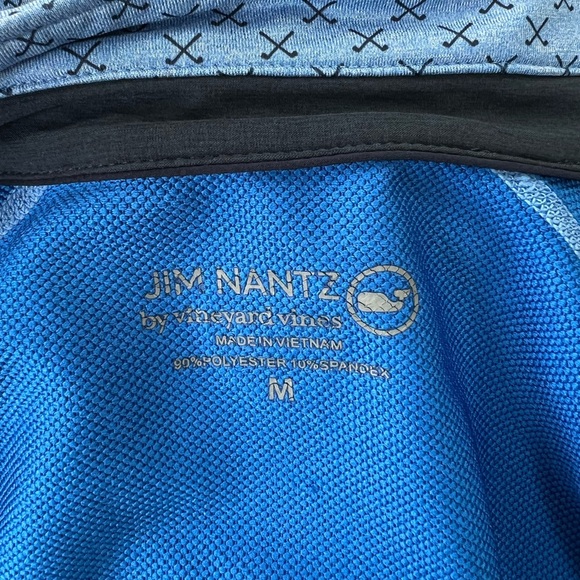 JIM NANTZ
by vineyard vines
MADE IN VIETNAM
90%POLYESTER 10%SPANDEX
M